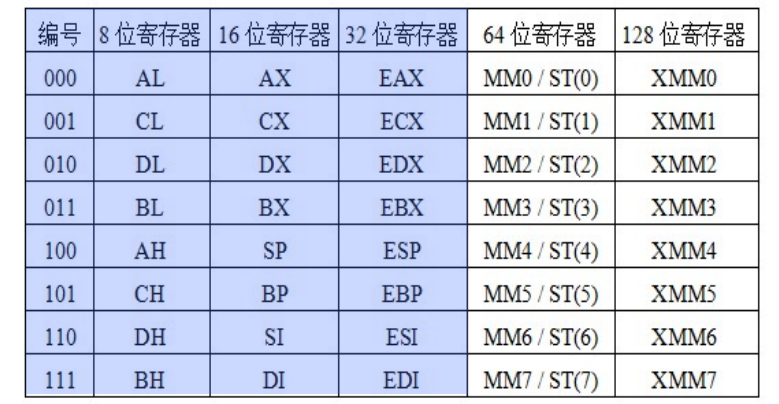 编号 8 位寄存器 16 位寄存器 32 位寄存器 64 位寄存器 128 位寄存器
000 AL AX EAX MM0 / ST(0) XMM0
001 CL CX ECX MM1 / ST(1) XMM1
010 DL DX EDX MM2 / ST(2) XMM2
011 BL BX EBX MM3 / ST(3) XMM3
100 AH SP ESP MM4 / ST(4) XMM4
101 CH BP EBP MM5 / ST(5) XMM5
110 DH SI ESI MM6 / ST(6) XMM6
111 BH DI EDI MM7 / ST(7) XMM7